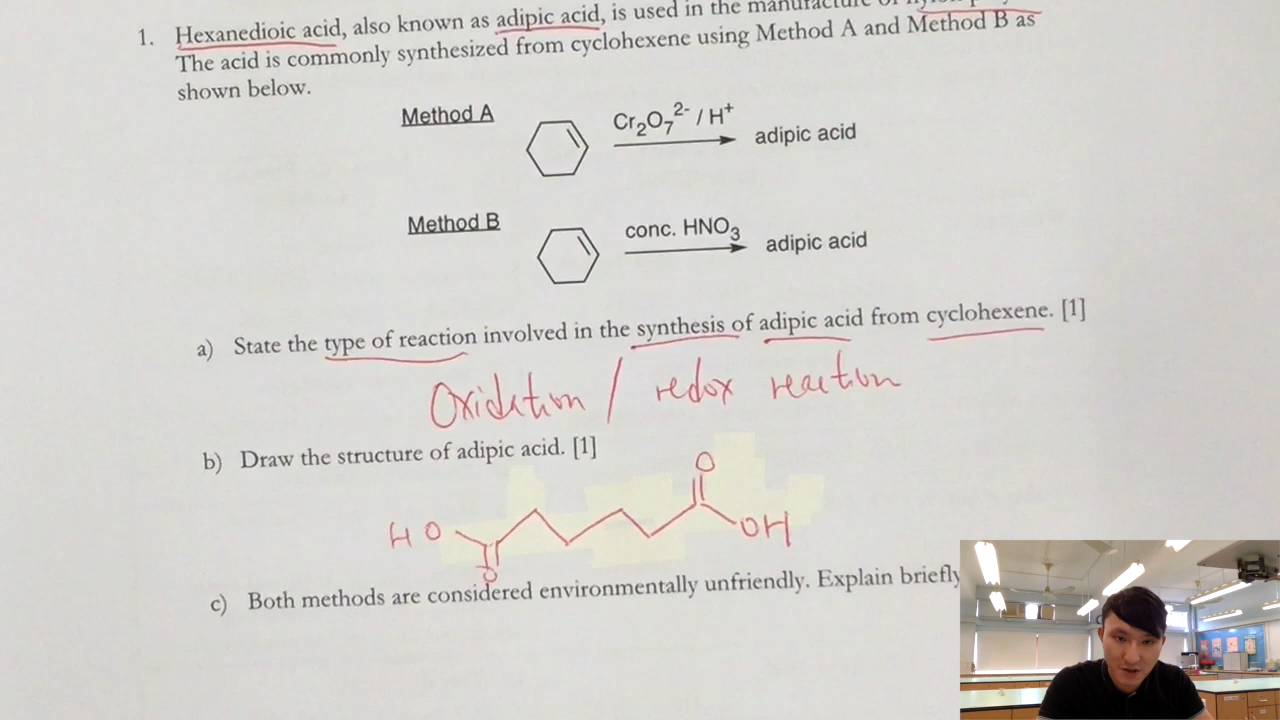 1. Hexanedioic acid, also known as adipic acid, is used in the manufacture of nylon
The acid is commonly synthesized from cyclohexene using Method A and Method B as
shown below.
Method A
Cr₂O₇²⁻ / H⁺
adipic acid
Method B
conc. HNO₃
adipic acid
a) State the type of reaction involved in the synthesis of adipic acid from cyclohexene. [1]
Oxidation / redox reaction
b) Draw the structure of adipic acid. [1]
O
HO
OH
O
c) Both methods are considered environmentally unfriendly. Explain briefly